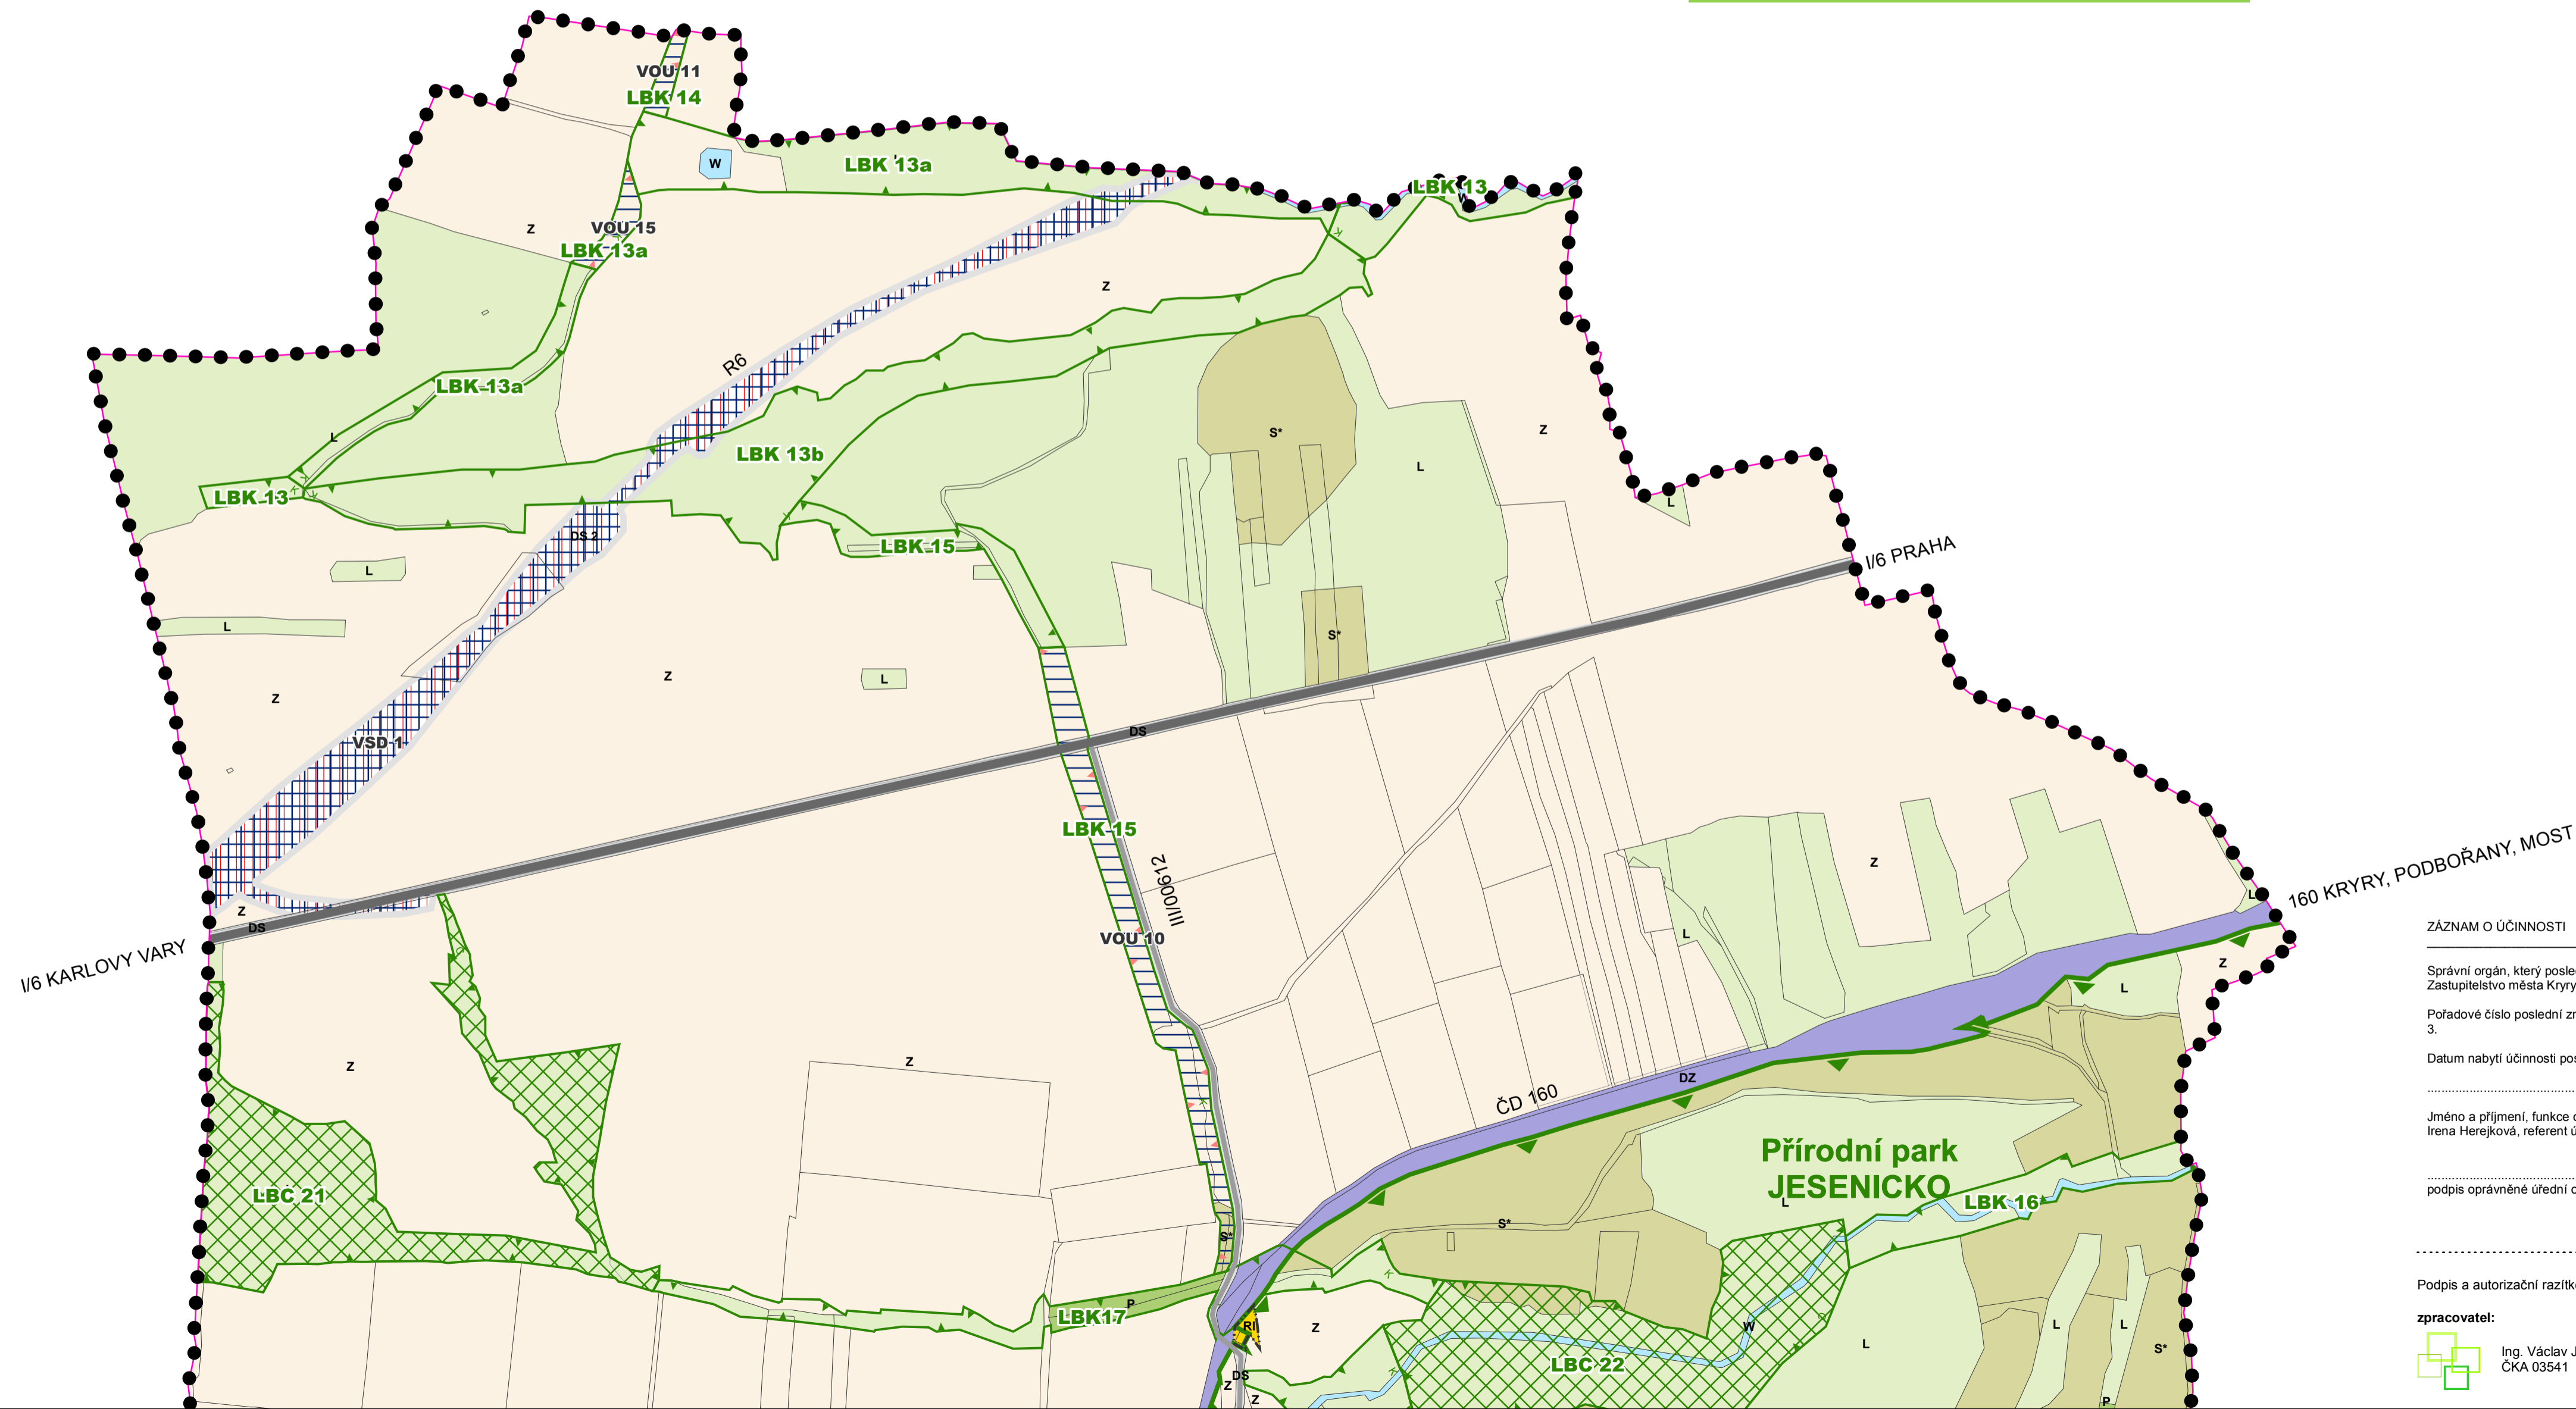 VOU 11
LBK 14
W
LBK 13a
LBK 13
W
Z
VOU 15
LBK 13a
Z
R6
LBK 13a
L
LBK 13b
S*
Z
L
LBK 13
L
DS 2
LBK 15
I/6 PRAHA
L
L
S*
Z
L
Z
VSD 1
DS
LBK 15
III/00612
Z
L
160 KRYRY, PODBOŘANY, MOST
L
Z
DS
VOU 10
I/6 KARLOVY VARY
Z
L
Z
Z
DZ
ČD 160
Přírodní park
JESENICKO
L
LBK 16
LBC 21
S*
S*
P
LBK17
RI
Z
W
L
L
L
S*
LBC 22
DS
Z
Z
P
ZÁZNAM O ÚČINNOSTI
Správní orgán, který posle
Zastupitelstvo města Kryry
Pořadové číslo poslední zr
3.
Datum nabytí účinnosti pos
Jméno a příjmení, funkce o
Irena Herejková, referent ú
podpis oprávněné úřední o
Podpis a autorizační razítk
zpracovatel:
Ing. Václav J
ČKA 03541